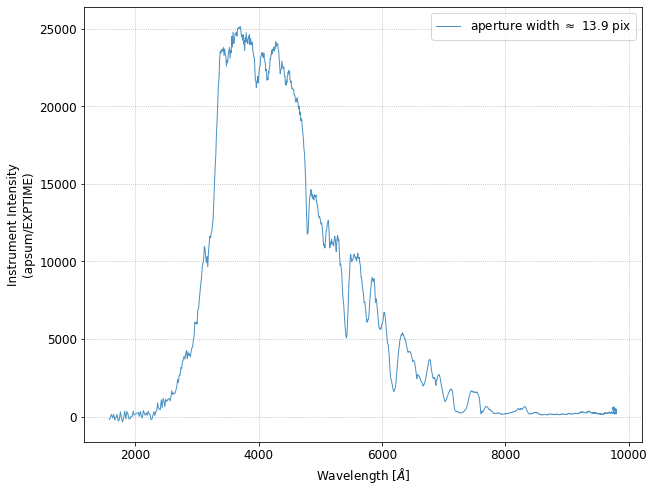 aperture width ≈ 13.9 pix
25000
20000
15000
10000
5000
0
Instrument Intensity
(apsum/EXPTIME)
2000 4000 6000 8000 10000
Wavelength [Å]